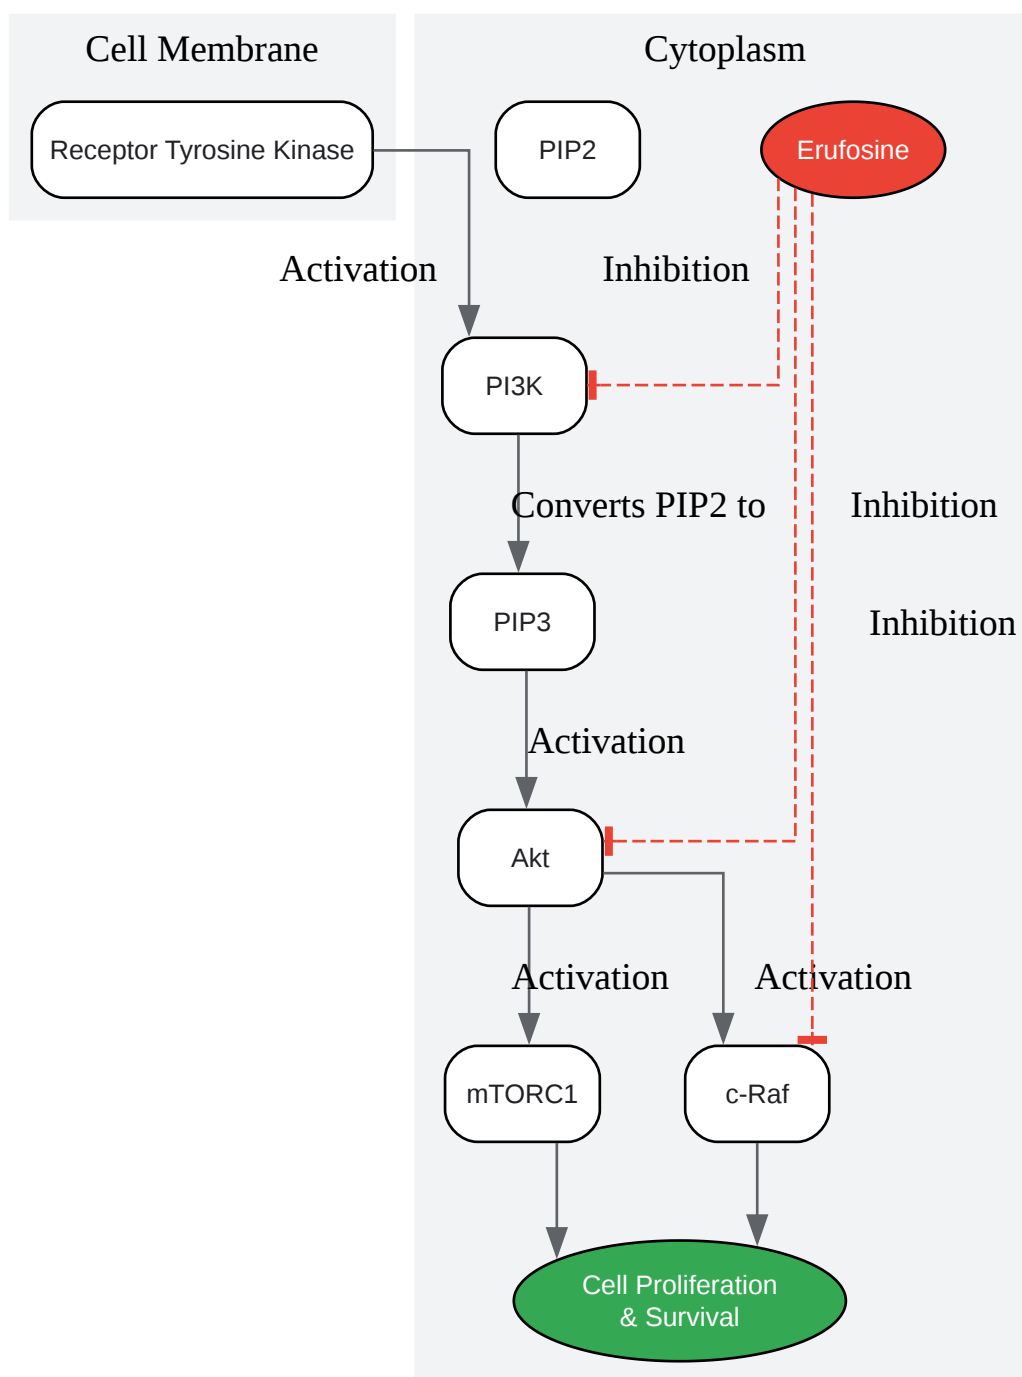 Cell Membrane
Cytoplasm
Receptor Tyrosine Kinase
PIP2
Erufosine
Activation
Inhibition
PI3K
Converts PIP2 to
Inhibition
PIP3
Inhibition
Activation
Akt
Activation
Activation
mTORC1
c-Raf
Cell Proliferation
& Survival